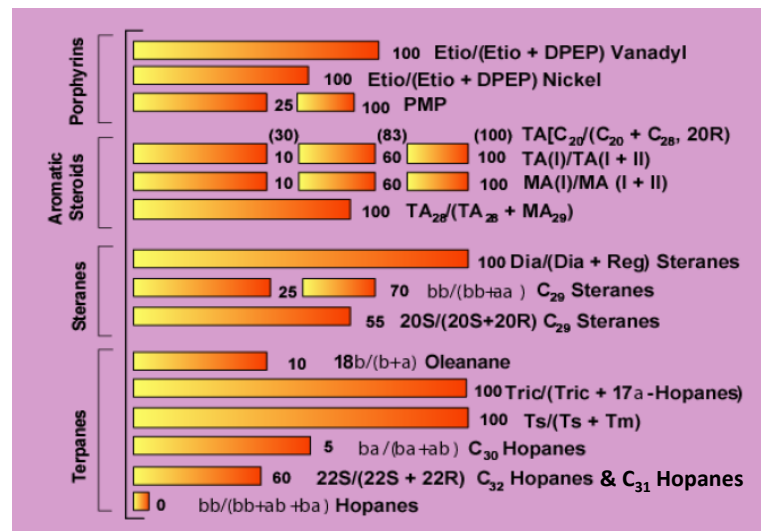 Porphyrins
100 Etio/(Etio + DPEP) Vanadyl
100 Etio/(Etio + DPEP) Nickel
25 100 PMP
Aromatic Steroids
(30) (83) (100) TA[C20/(C20 + C28, 20R)
10 60 100 TA(I)/TA(I + II)
10 60 100 MA(I)/MA (I + II)
100 TA28/(TA28 + MA29)
Steranes
100 Dia/(Dia + Reg) Steranes
25 70 bb/(bb+aa ) C29 Steranes
55 20S/(20S+20R) C29 Steranes
Terpanes
10 18b/(b+a) Oleanane
100 Tric/(Tric + 17a-Hopanes)
100 Ts/(Ts + Tm)
5 ba/(ba+ab) C30 Hopanes
60 22S/(22S + 22R) C32 Hopanes & C31 Hopanes
0 bb/(bb+ab+ba) Hopanes